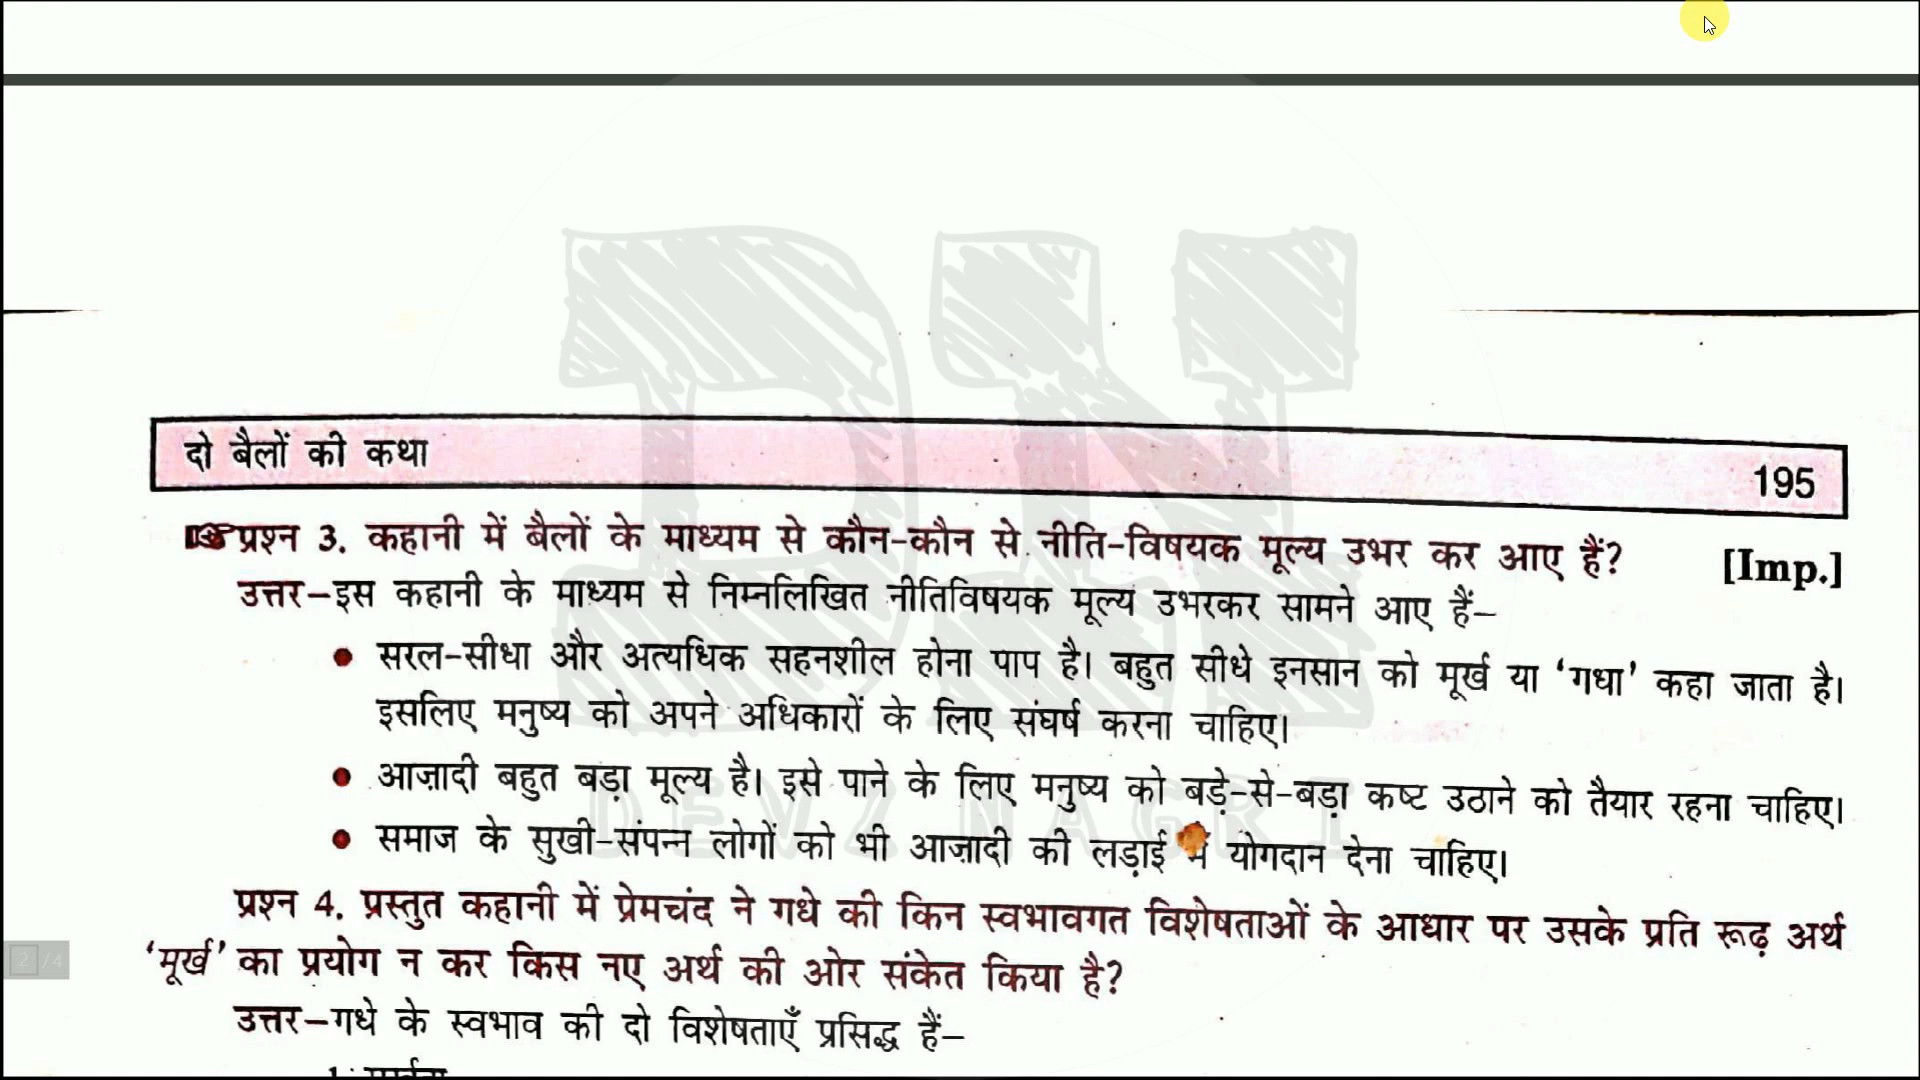 दो बैलों की कथा
195
प्रश्न 3. कहानी में बैलों के माध्यम से कौन-कौन से नीति-विषयक मूल्य उभर कर आए हैं? [Imp.]
उत्तर–इस कहानी के माध्यम से निम्नलिखित नीतिविषयक मूल्य उभरकर सामने आए हैं–
● सरल-सीधा और अत्यधिक सहनशील होना पाप है। बहुत सीधे इनसान को मूर्ख या ‘गधा’ कहा जाता है।
इसलिए मनुष्य को अपने अधिकारों के लिए संघर्ष करना चाहिए।
● आज़ादी बहुत बड़ा मूल्य है। इसे पाने के लिए मनुष्य को बड़े-से-बड़ा कष्ट उठाने को तैयार रहना चाहिए।
● समाज के सुखी-संपन्न लोगों को भी आज़ादी की लड़ाई में योगदान देना चाहिए।
प्रश्न 4. प्रस्तुत कहानी में प्रेमचंद ने गधे की किन स्वभावगत विशेषताओं के आधार पर उसके प्रति रूढ़ अर्थ
‘मूर्ख’ का प्रयोग न कर किस नए अर्थ की ओर संकेत किया है?
उत्तर–गधे के स्वभाव की दो विशेषताएँ प्रसिद्ध हैं–
2 /4
DEVZ NAGRI